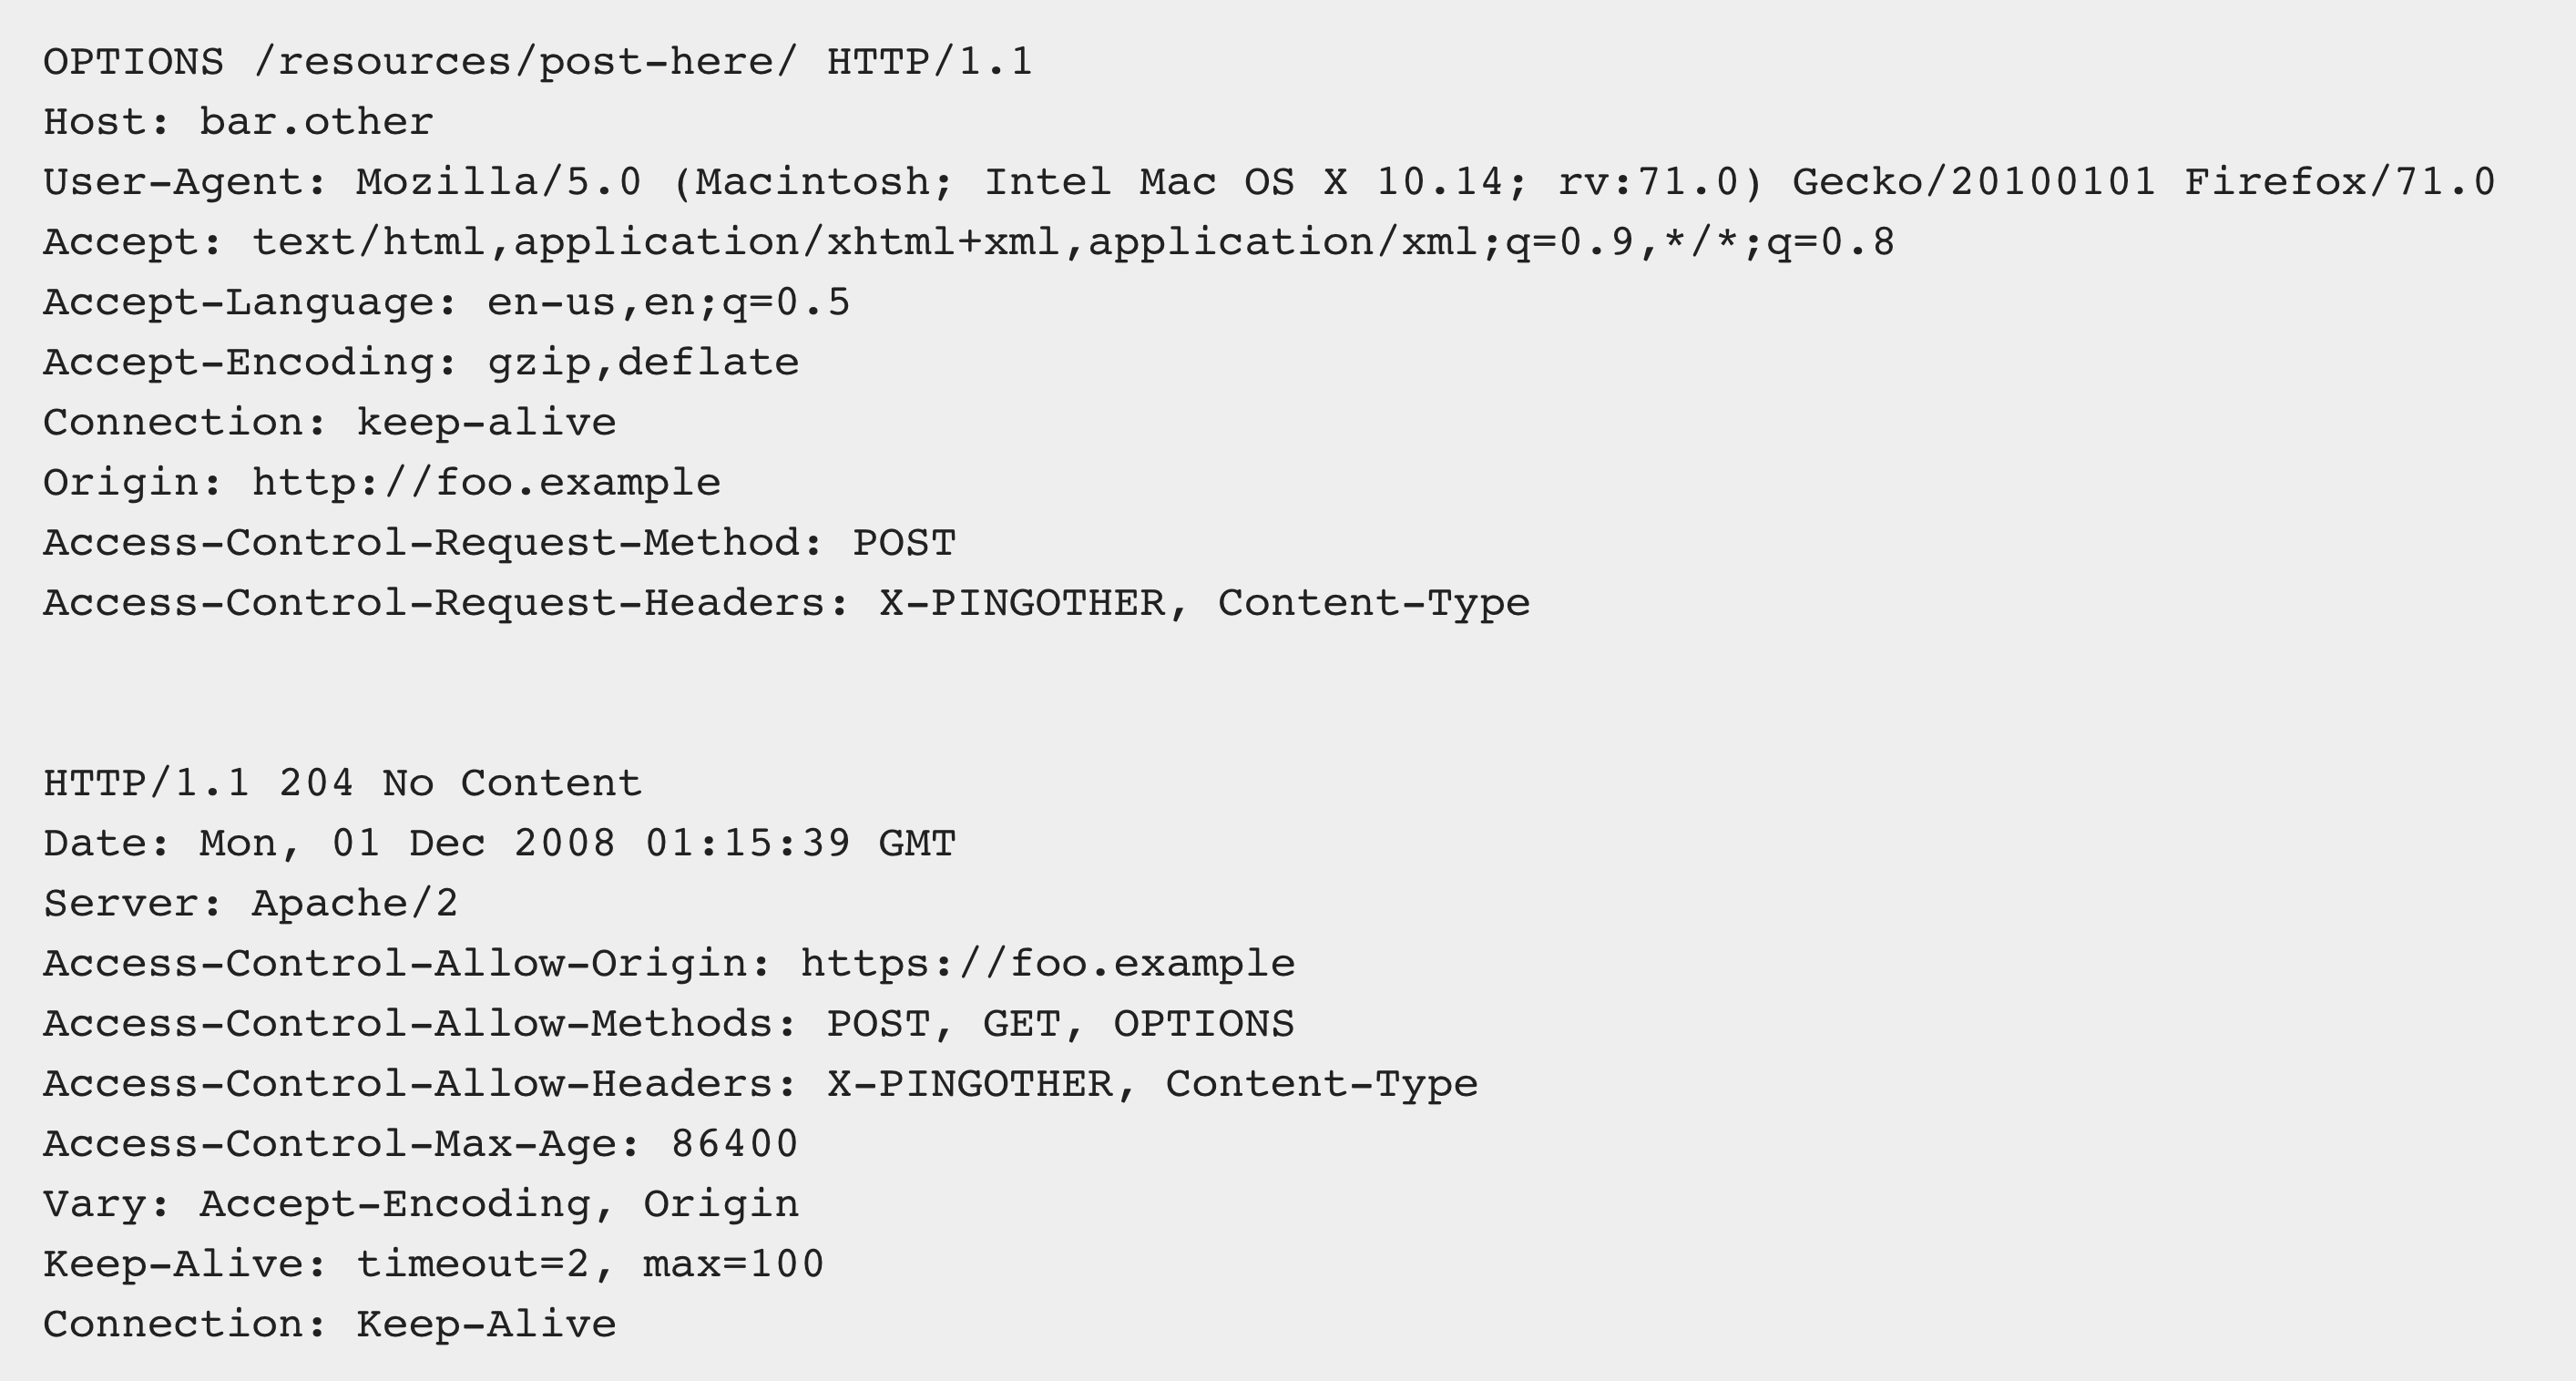 OPTIONS /resources/post-here/ HTTP/1.1
Host: bar.other
User-Agent: Mozilla/5.0 (Macintosh; Intel Mac OS X 10.14; rv:71.0) Gecko/20100101 Firefox/71.0
Accept: text/html,application/xhtml+xml,application/xml;q=0.9,*/*;q=0.8
Accept-Language: en-us,en;q=0.5
Accept-Encoding: gzip,deflate
Connection: keep-alive
Origin: http://foo.example
Access-Control-Request-Method: POST
Access-Control-Request-Headers: X-PINGOTHER, Content-Type
HTTP/1.1 204 No Content
Date: Mon, 01 Dec 2008 01:15:39 GMT
Server: Apache/2
Access-Control-Allow-Origin: https://foo.example
Access-Control-Allow-Methods: POST, GET, OPTIONS
Access-Control-Allow-Headers: X-PINGOTHER, Content-Type
Access-Control-Max-Age: 86400
Vary: Accept-Encoding, Origin
Keep-Alive: timeout=2, max=100
Connection: Keep-Alive